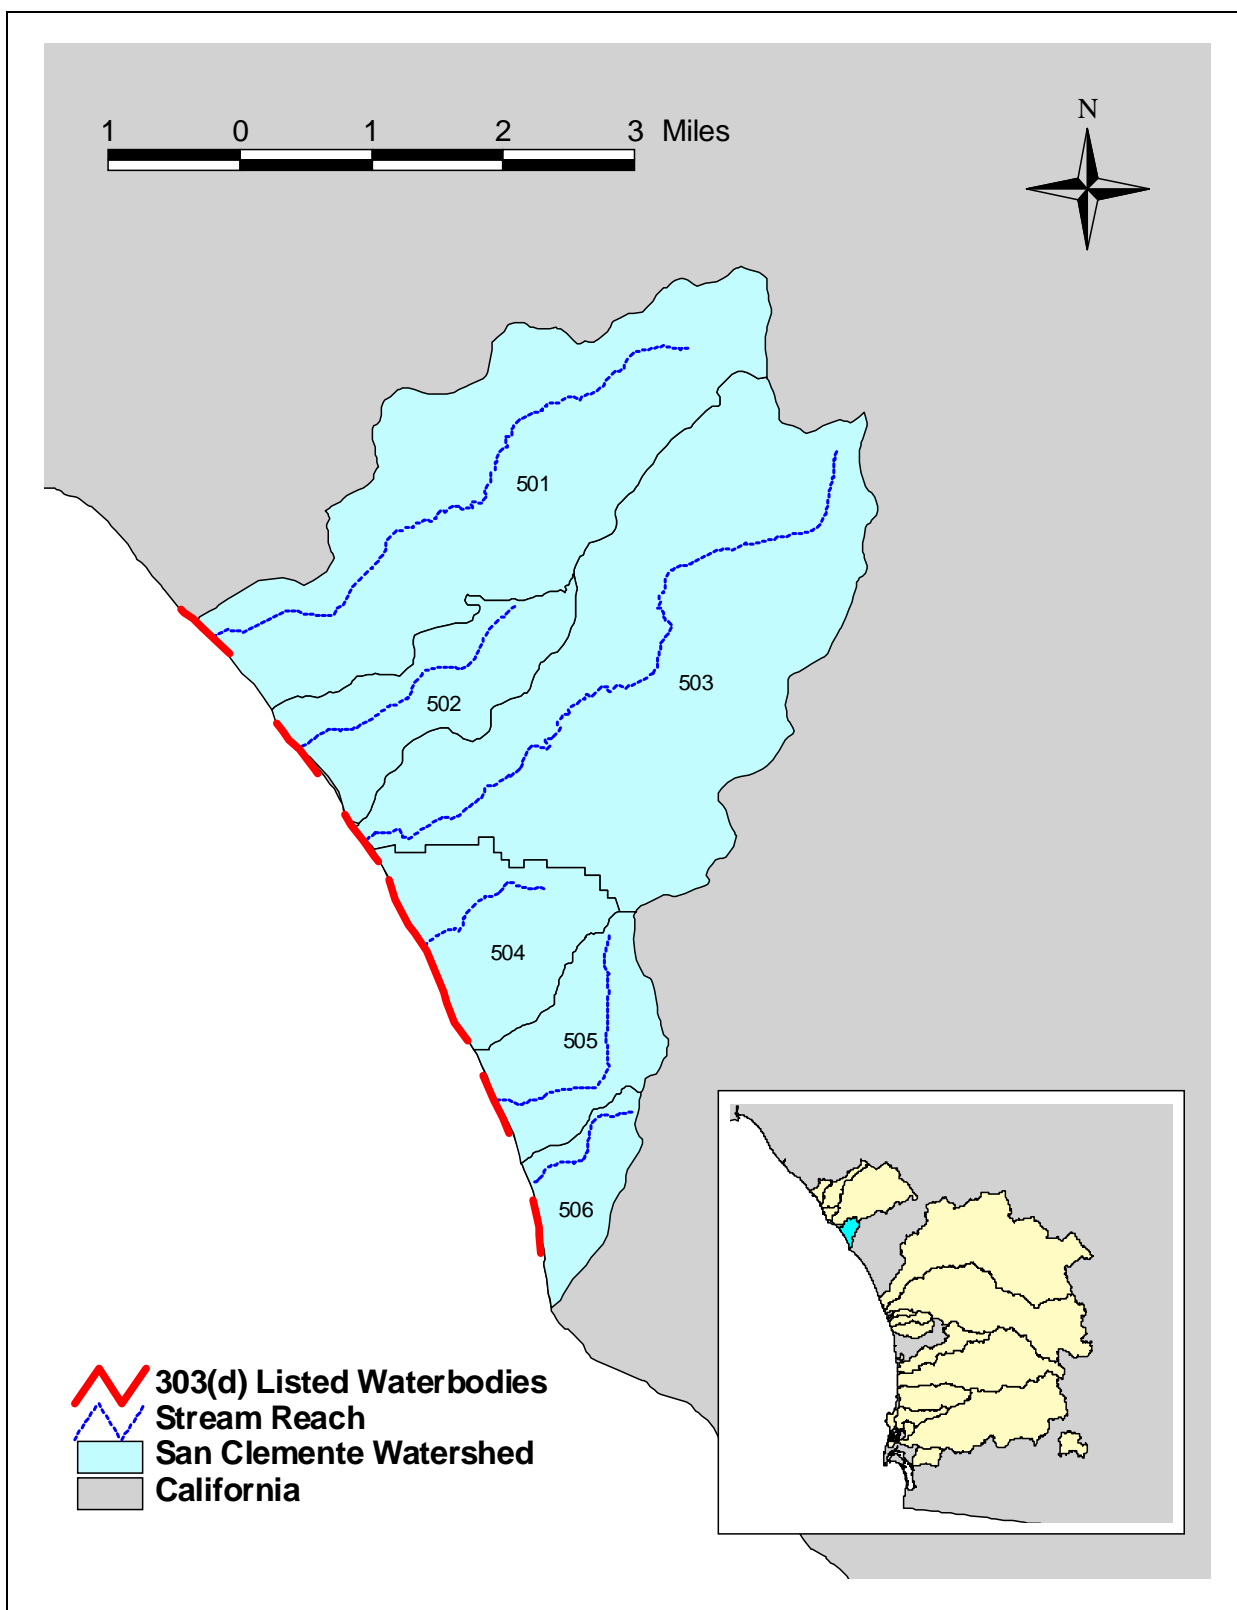 1 0 1 2 3 Miles
N
501
502
503
504
505
506
303(d) Listed Waterbodies
Stream Reach
San Clemente Watershed
California